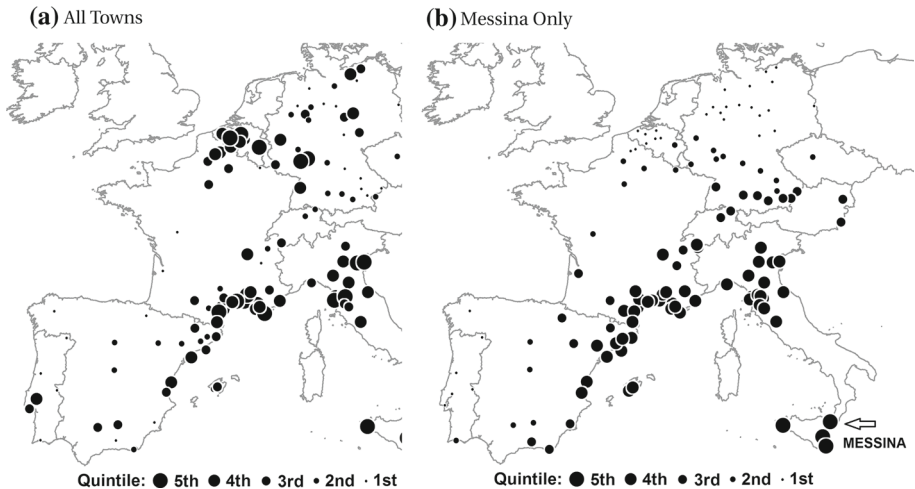 (a) All Towns
(b) Messina Only
MESSINA
Quintile: 5th 4th 3rd 2nd 1st
Quintile: 5th 4th 3rd 2nd 1st